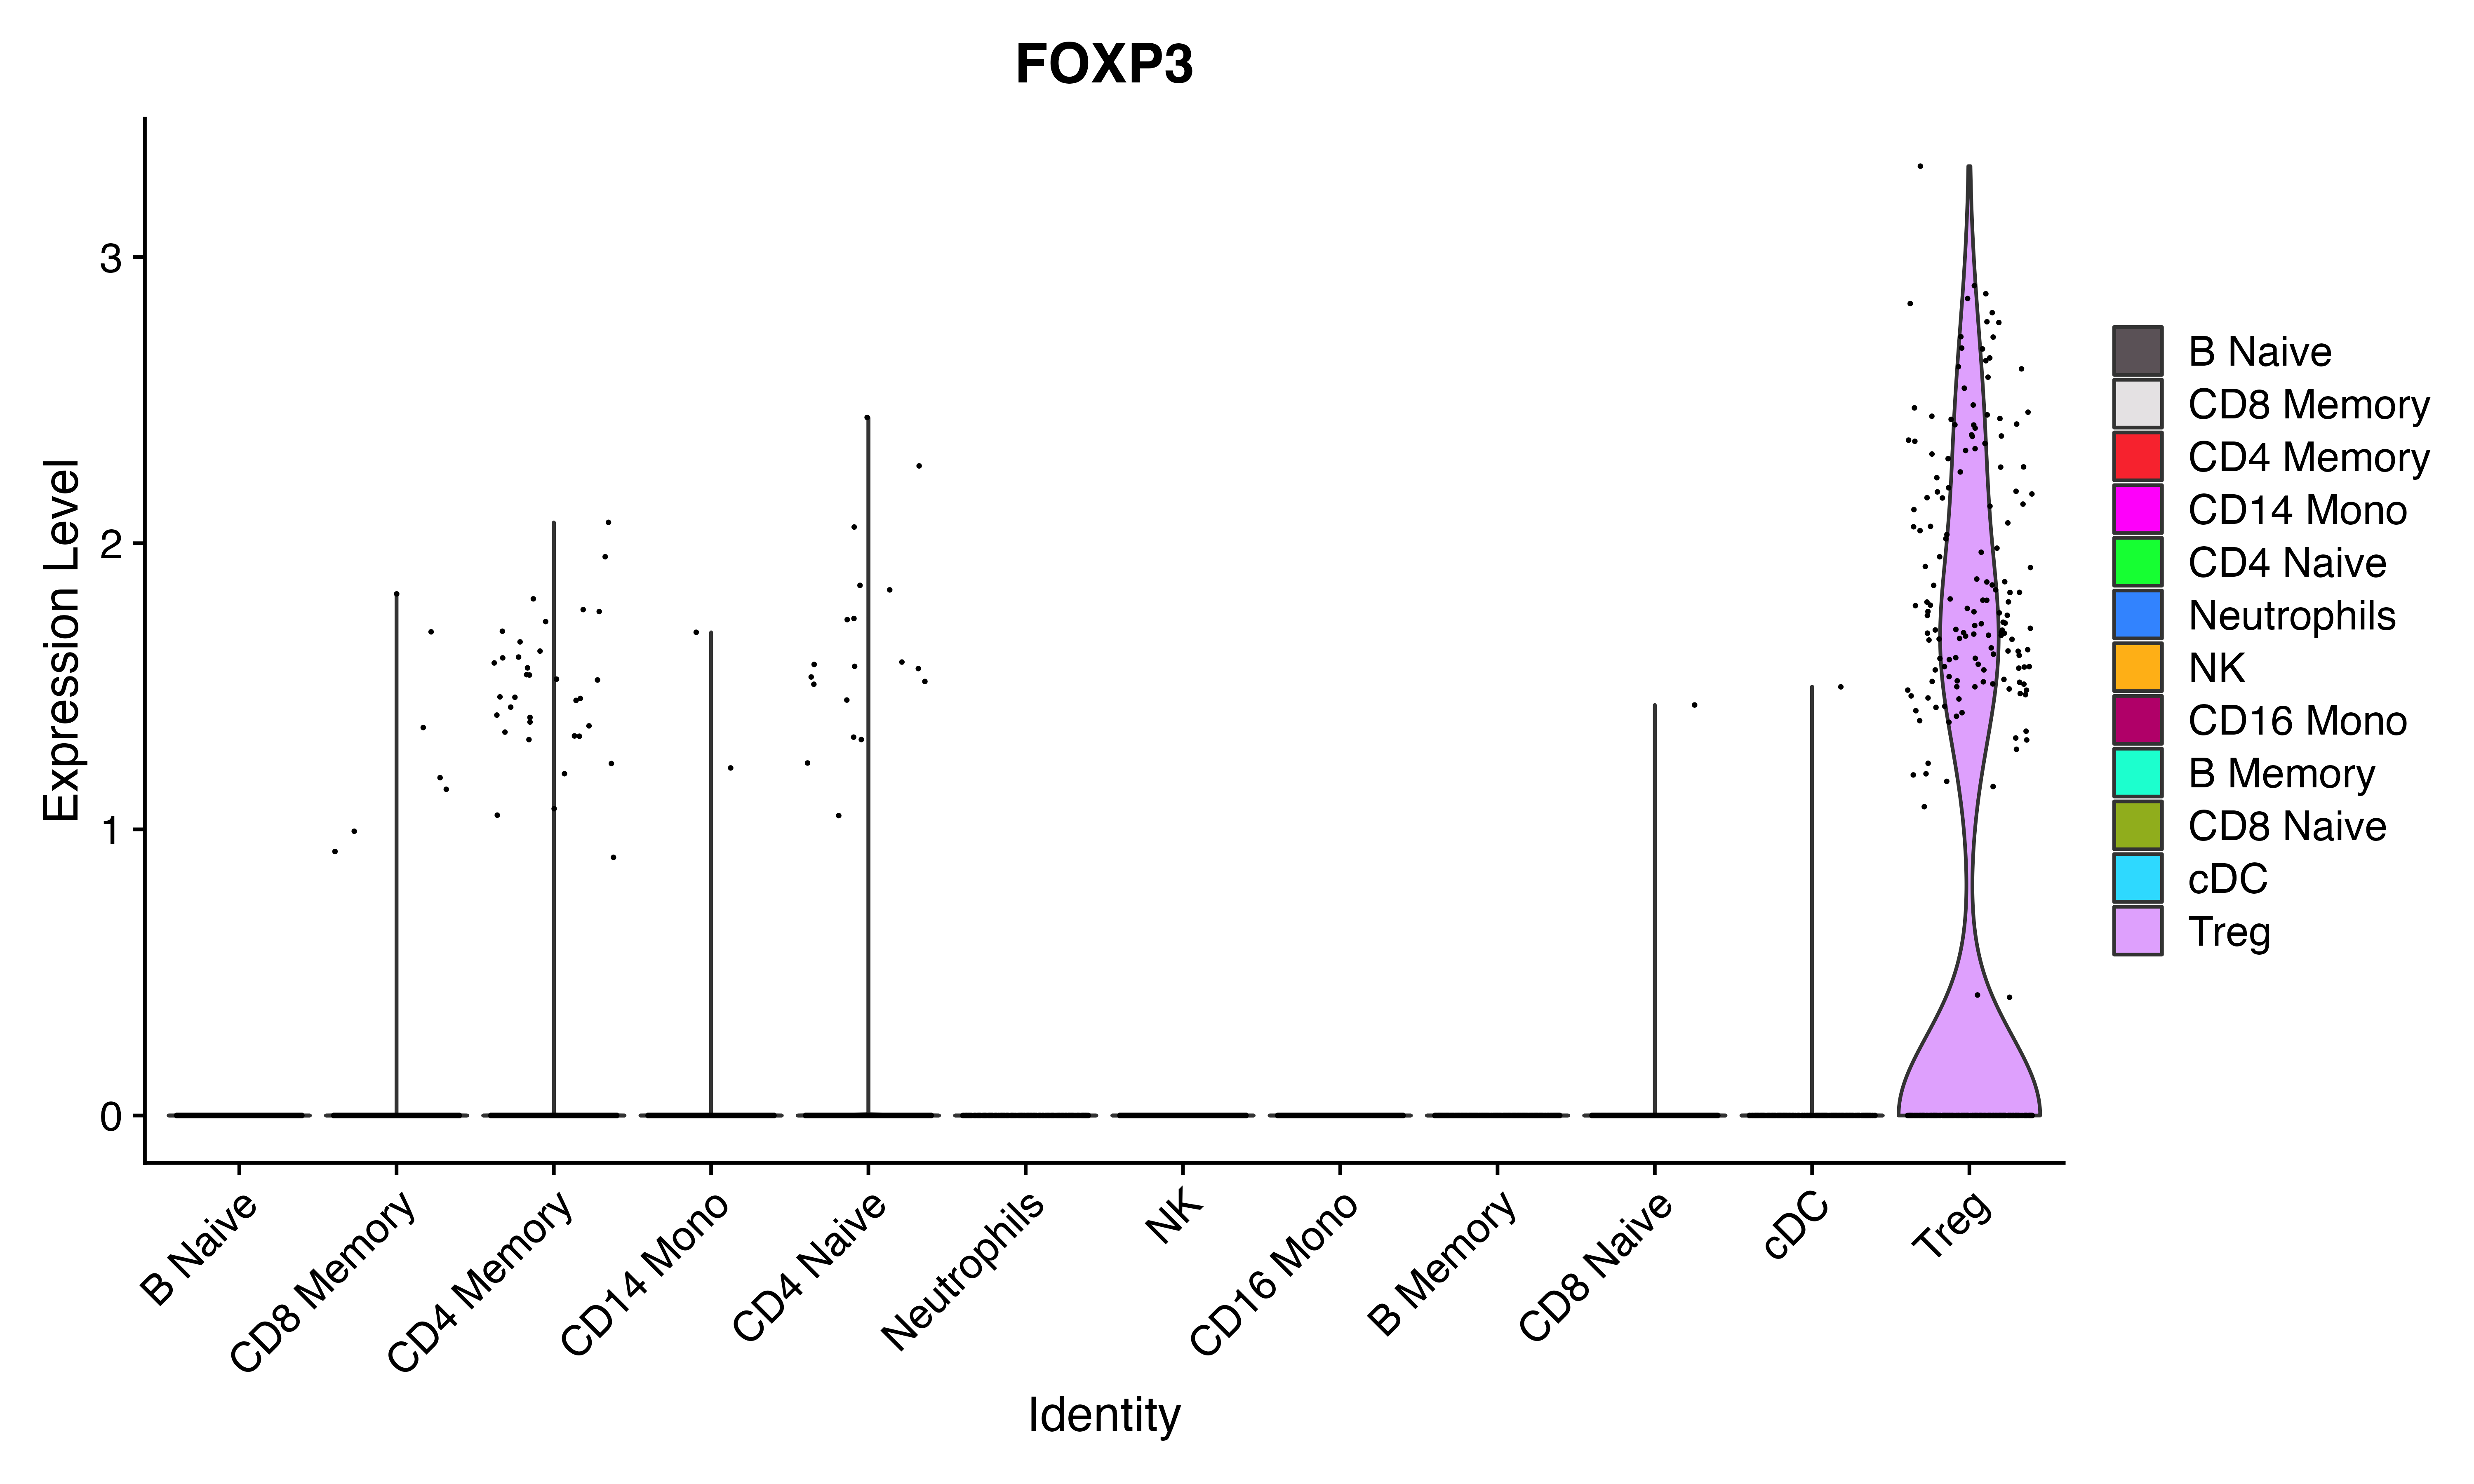 FOXP3
Expression Level
3
2
1
0
B Naive
CD8 Memory
CD4 Memory
CD14 Mono
CD4 Naive
Neutrophils
NK
CD16 Mono
B Memory
CD8 Naive
cDC
Treg
Identity
B Naive
CD8 Memory
CD4 Memory
CD14 Mono
CD4 Naive
Neutrophils
NK
CD16 Mono
B Memory
CD8 Naive
cDC
Treg